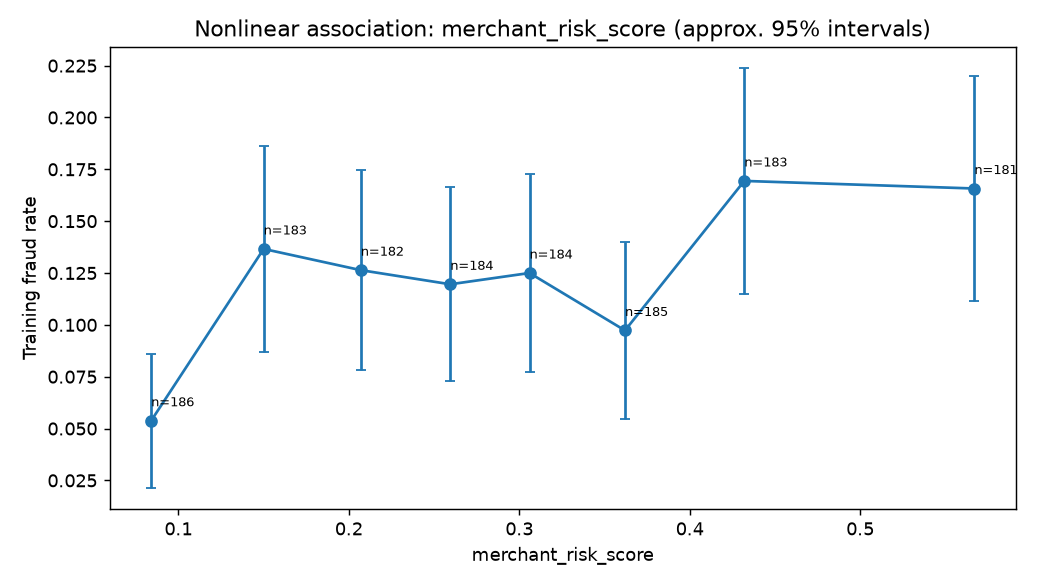 Nonlinear association: merchant_risk_score (approx. 95% intervals)
Training fraud rate
0.225
0.200
0.175
0.150
0.125
0.100
0.075
0.050
0.025
n=186
n=183
n=182
n=184
n=184
n=185
n=183
n=181
0.1
0.2
0.3
0.4
0.5
merchant_risk_score